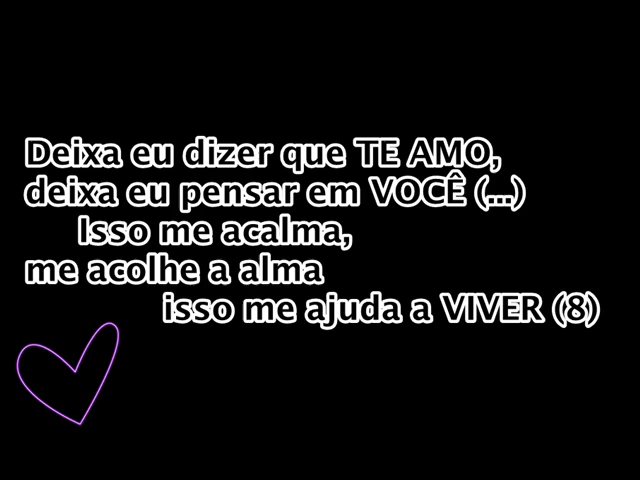 Deixa eu dizer que TE AMO,
deixa eu pensar em VOCÊ (...)
Isso me acalma,
me acolhe a alma
isso me ajuda a VIVER (8)